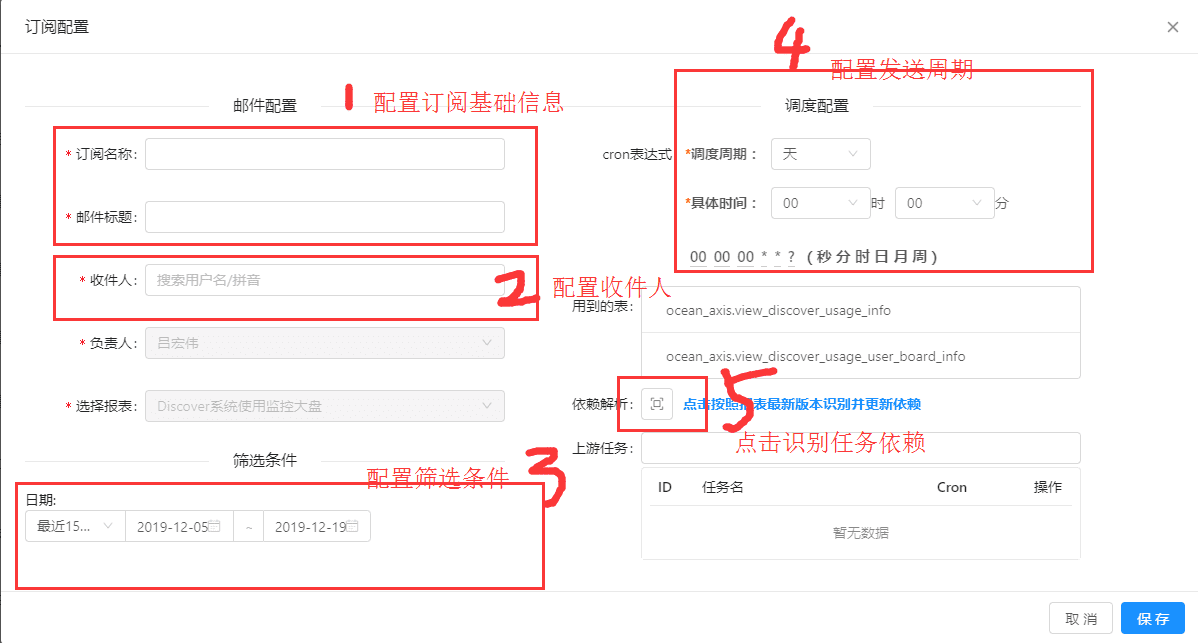 订阅配置
邮件配置
1 配置订阅基础信息
* 订阅名称:
* 邮件标题:
* 收件人: 搜索用户名/拼音
2 配置收件人
* 负责人: 吕宏伟
* 选择报表: Discover系统使用监控大盘
筛选条件
配置筛选条件 3
日期:
最近15... 2019-12-05 ~ 2019-12-19
4 配置发送周期
调度配置
cron表达式 *调度周期 : 天
*具体时间 : 00 时 00 分
00 00 00 * * ? (秒 分 时 日 月 周)
用到的表: ocean_axis.view_discover_usage_info
ocean_axis.view_discover_usage_user_board_info
依赖解析: 点击按照报表最新版本识别并更新依赖
5 点击识别任务依赖
上游任务:
ID 任务名 Cron 操作
暂无数据
取 消 保 存